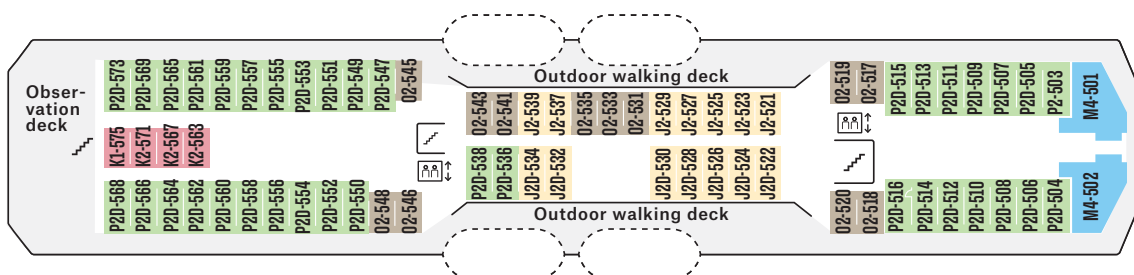 Obser-
vation
deck
P2D-573
P2D-569
P2D-565
P2D-561
P2D-559
P2D-557
P2D-555
P2D-553
P2D-551
P2D-549
P2D-547
O2-545
K1-575
K2-571
K2-567
K2-563
P2D-568
P2D-566
P2D-564
P2D-562
P2D-560
P2D-558
P2D-556
P2D-554
P2D-552
P2D-550
O2-548
O2-546
Outdoor walking deck
O2-543
O2-541
J2-539
J2-537
O2-535
O2-533
O2-531
J2-529
J2-527
J2-525
J2-523
J2-521
P2D-538
P2D-536
J2D-534
J2D-532
J2D-530
J2D-528
J2D-526
J2D-524
J2D-522
Outdoor walking deck
O2-519
O2-517
P2D-515
P2D-513
P2D-511
P2D-509
P2D-507
P2D-505
P2-503
M4-501
O2-520
O2-518
P2D-516
P2D-514
P2D-512
P2D-510
P2D-508
P2D-506
P2D-504
M4-502